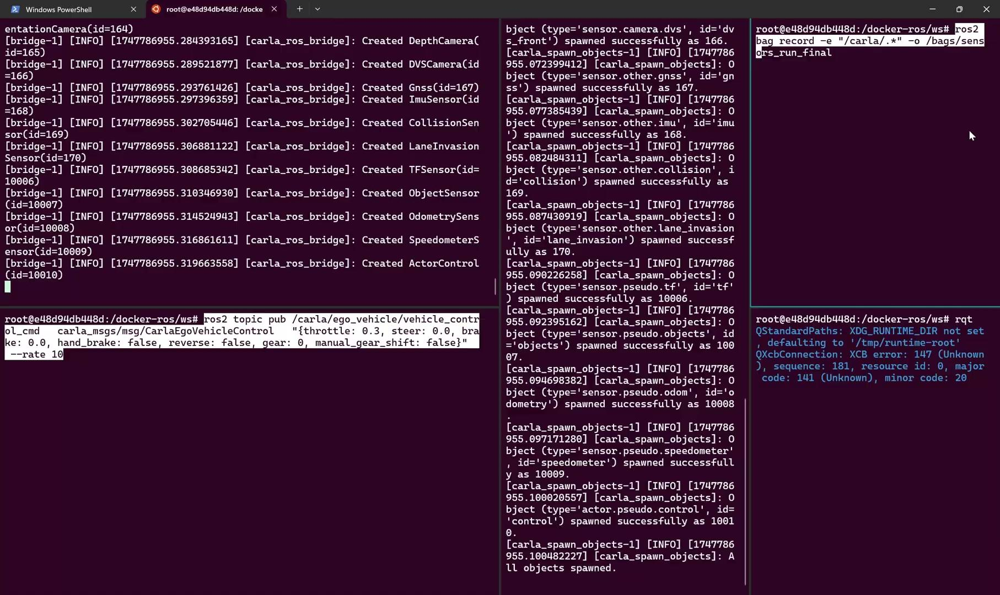 Windows PowerShell
root@e48d94db448d: /docke
entationCamera(id=164)
[bridge-1] [INFO] [1747786955.284393165] [carla_ros_bridge]: Created DepthCamera(
id=165)
[bridge-1] [INFO] [1747786955.289521877] [carla_ros_bridge]: Created DVSCamera(id
=166)
[bridge-1] [INFO] [1747786955.293761426] [carla_ros_bridge]: Created Gnss(id=167)
[bridge-1] [INFO] [1747786955.297396359] [carla_ros_bridge]: Created ImuSensor(id
=168)
[bridge-1] [INFO] [1747786955.302705446] [carla_ros_bridge]: Created CollisionSen
sor(id=169)
[bridge-1] [INFO] [1747786955.306881122] [carla_ros_bridge]: Created LaneInvasion
Sensor(id=170)
[bridge-1] [INFO] [1747786955.308685342] [carla_ros_bridge]: Created TFSensor(id=
10006)
[bridge-1] [INFO] [1747786955.310346930] [carla_ros_bridge]: Created ObjectSensor
(id=10007)
[bridge-1] [INFO] [1747786955.314524943] [carla_ros_bridge]: Created OdometrySens
or(id=10008)
[bridge-1] [INFO] [1747786955.316861611] [carla_ros_bridge]: Created SpeedometerS
ensor(id=10009)
[bridge-1] [INFO] [1747786955.319663558] [carla_ros_bridge]: Created ActorControl
(id=10010)
root@e48d94db448d:/docker-ros/ws# ros2 topic pub /carla/ego_vehicle/vehicle_contr
ol_cmd   carla_msgs/msg/CarlaEgoVehicleControl   "{throttle: 0.3, steer: 0.0, bra
ke: 0.0, hand_brake: false, reverse: false, gear: 0, manual_gear_shift: false}"
 --rate 10
bject (type='sensor.camera.dvs', id='dv
s_front') spawned successfully as 166.
[carla_spawn_objects-1] [INFO] [1747786
955.072399412] [carla_spawn_objects]: O
bject (type='sensor.other.gnss', id='gn
ss') spawned successfully as 167.
[carla_spawn_objects-1] [INFO] [1747786
955.077385439] [carla_spawn_objects]: O
bject (type='sensor.other.imu', id='imu
') spawned successfully as 168.
[carla_spawn_objects-1] [INFO] [1747786
955.082484311] [carla_spawn_objects]: O
bject (type='sensor.other.collision', i
d='collision') spawned successfully as
169.
[carla_spawn_objects-1] [INFO] [1747786
955.087430919] [carla_spawn_objects]: O
bject (type='sensor.other.lane_invasion
', id='lane_invasion') spawned successf
ully as 170.
[carla_spawn_objects-1] [INFO] [1747786
955.090226258] [carla_spawn_objects]: O
bject (type='sensor.pseudo.tf', id='tf'
) spawned successfully as 10006.
[carla_spawn_objects-1] [INFO] [1747786
955.092395162] [carla_spawn_objects]: O
bject (type='sensor.pseudo.objects', id
='objects') spawned successfully as 100
07.
[carla_spawn_objects-1] [INFO] [1747786
955.094698382] [carla_spawn_objects]: O
bject (type='sensor.pseudo.odom', id='o
dometry') spawned successfully as 10008
.
[carla_spawn_objects-1] [INFO] [1747786
955.097171280] [carla_spawn_objects]: O
bject (type='sensor.pseudo.speedometer'
, id='speedometer') spawned successfull
y as 10009.
[carla_spawn_objects-1] [INFO] [1747786
955.100020557] [carla_spawn_objects]: O
bject (type='actor.pseudo.control', id=
'control') spawned successfully as 1001
0.
[carla_spawn_objects-1] [INFO] [1747786
955.100482227] [carla_spawn_objects]: A
ll objects spawned.
root@e48d94db448d:/docker-ros/ws# ros2
bag record -e "/carla/.*" -o /bags/sens
ors_run_final
root@e48d94db448d:/docker-ros/ws# rqt
QStandardPaths: XDG_RUNTIME_DIR not set
, defaulting to '/tmp/runtime-root'
QXcbConnection: XCB error: 147 (Unknown
), sequence: 181, resource id: 0, major
 code: 141 (Unknown), minor code: 20